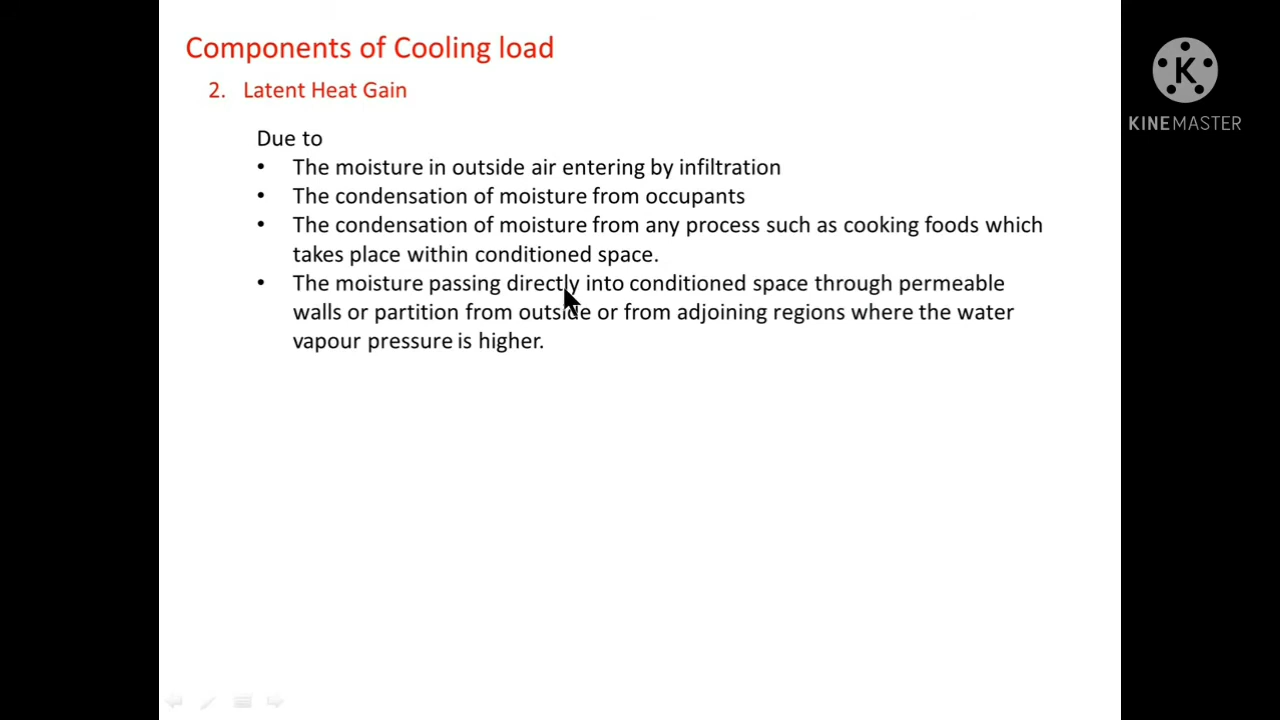 Components of Cooling load
2. Latent Heat Gain
Due to
• The moisture in outside air entering by infiltration
• The condensation of moisture from occupants
• The condensation of moisture from any process such as cooking foods which
takes place within conditioned space.
• The moisture passing directly into conditioned space through permeable
walls or partition from outside or from adjoining regions where the water
vapour pressure is higher.
K
KINEMASTER